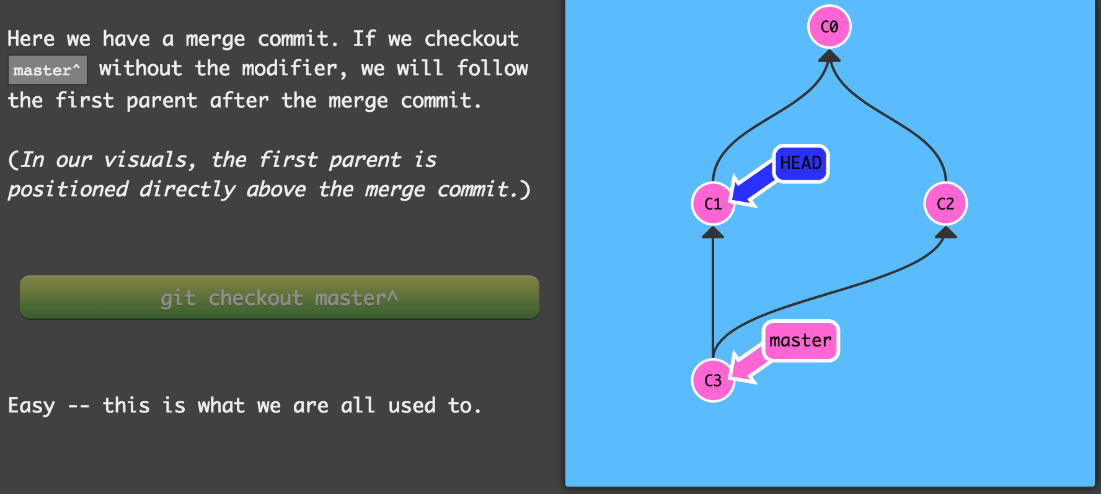 Here we have a merge commit. If we checkout
master^ without the modifier, we will follow
the first parent after the merge commit.
(In our visuals, the first parent is
positioned directly above the merge commit.)
git checkout master^
Easy -- this is what we are all used to.
C0
HEAD
C1
C2
master
C3